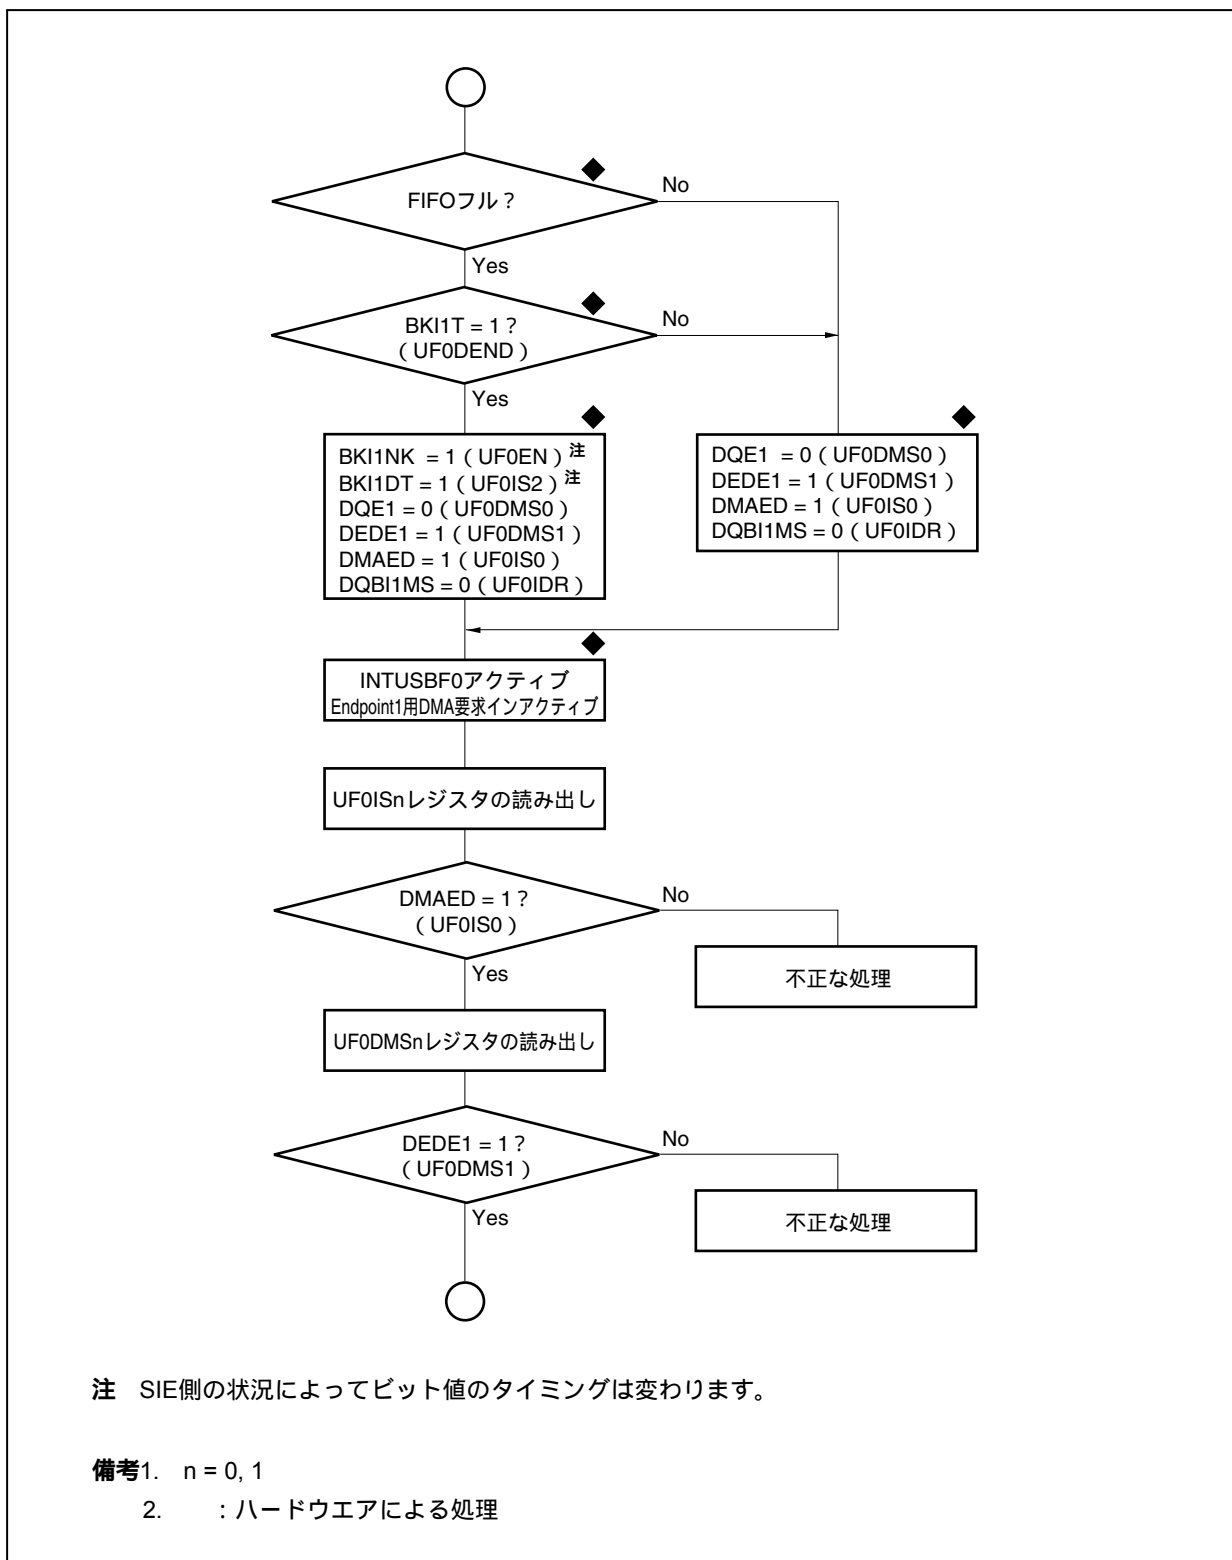 FIFOフル？
No
Yes
BKI1T = 1？
（UF0DEND）
No
Yes
BKI1NK = 1（UF0EN）注
BKI1DT = 1（UF0IS2）注
DQE1 = 0（UF0DMS0）
DEDE1 = 1（UF0DMS1）
DMAED = 1（UF0IS0）
DQBI1MS = 0（UF0IDR）
DQE1 = 0（UF0DMS0）
DEDE1 = 1（UF0DMS1）
DMAED = 1（UF0IS0）
DQBI1MS = 0（UF0IDR）
INTUSBF0アクティブ
Endpoint1用DMA要求インアクティブ
UF0ISnレジスタの読み出し
DMAED = 1？
（UF0IS0）
No
Yes
不正な処理
UF0DMSnレジスタの読み出し
DEDE1 = 1？
（UF0DMS1）
No
Yes
不正な処理
注 SIE側の状況によってビット値のタイミングは変わります。
備考1. n = 0, 1
2. ：ハードウエアによる処理